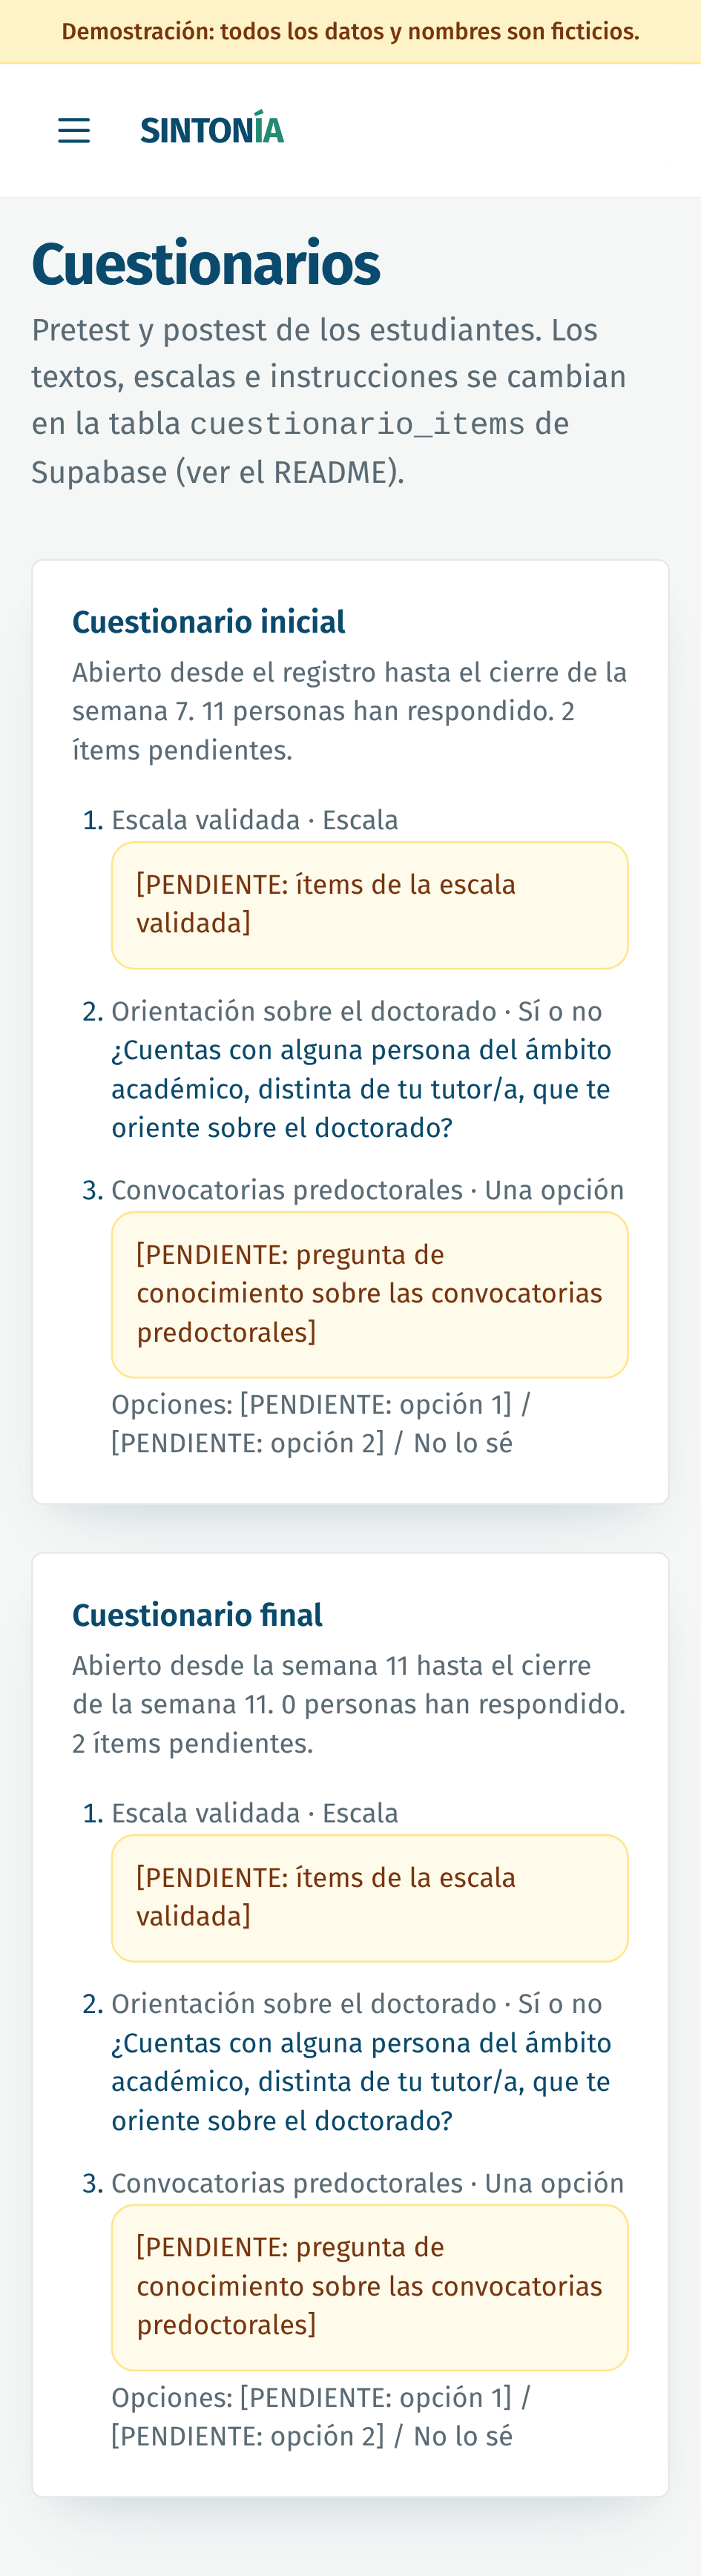 Demostración: todos los datos y nombres son ficticios.
SINTONÍA
Cuestionarios
Pretest y postest de los estudiantes. Los
textos, escalas e instrucciones se cambian
en la tabla cuestionario_items de
Supabase (ver el README).
Cuestionario inicial
Abierto desde el registro hasta el cierre de la
semana 7. 11 personas han respondido. 2
ítems pendientes.
1. Escala validada · Escala
[PENDIENTE: ítems de la escala
validada]
2. Orientación sobre el doctorado · Sí o no
¿Cuentas con alguna persona del ámbito
académico, distinta de tu tutor/a, que te
oriente sobre el doctorado?
3. Convocatorias predoctorales · Una opción
[PENDIENTE: pregunta de
conocimiento sobre las convocatorias
predoctorales]
Opciones: [PENDIENTE: opción 1] /
[PENDIENTE: opción 2] / No lo sé
Cuestionario final
Abierto desde la semana 11 hasta el cierre
de la semana 11. 0 personas han respondido.
2 ítems pendientes.
1. Escala validada · Escala
[PENDIENTE: ítems de la escala
validada]
2. Orientación sobre el doctorado · Sí o no
¿Cuentas con alguna persona del ámbito
académico, distinta de tu tutor/a, que te
oriente sobre el doctorado?
3. Convocatorias predoctorales · Una opción
[PENDIENTE: pregunta de
conocimiento sobre las convocatorias
predoctorales]
Opciones: [PENDIENTE: opción 1] /
[PENDIENTE: opción 2] / No lo sé